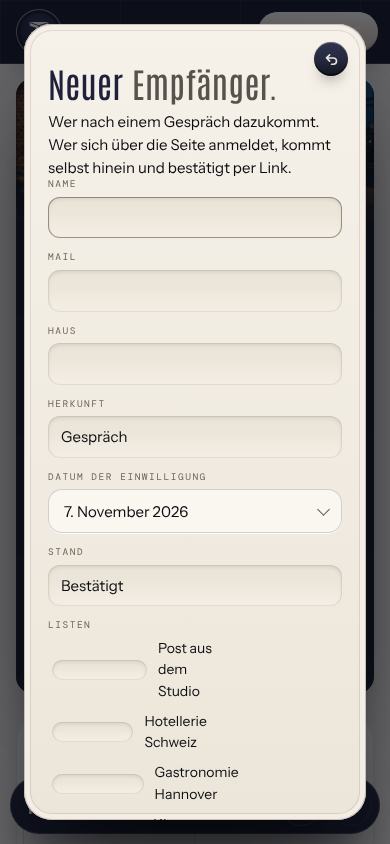 Neuer Empfänger.
Wer nach einem Gespräch dazukommt.
Wer sich über die Seite anmeldet, kommt
selbst hinein und bestätigt per Link.
NAME
MAIL
HAUS
HERKUNFT
Gespräch
DATUM DER EINWILLIGUNG
7. November 2026
STAND
Bestätigt
LISTEN
Post aus
dem
Studio
Hotellerie
Schweiz
Gastronomie
Hannover